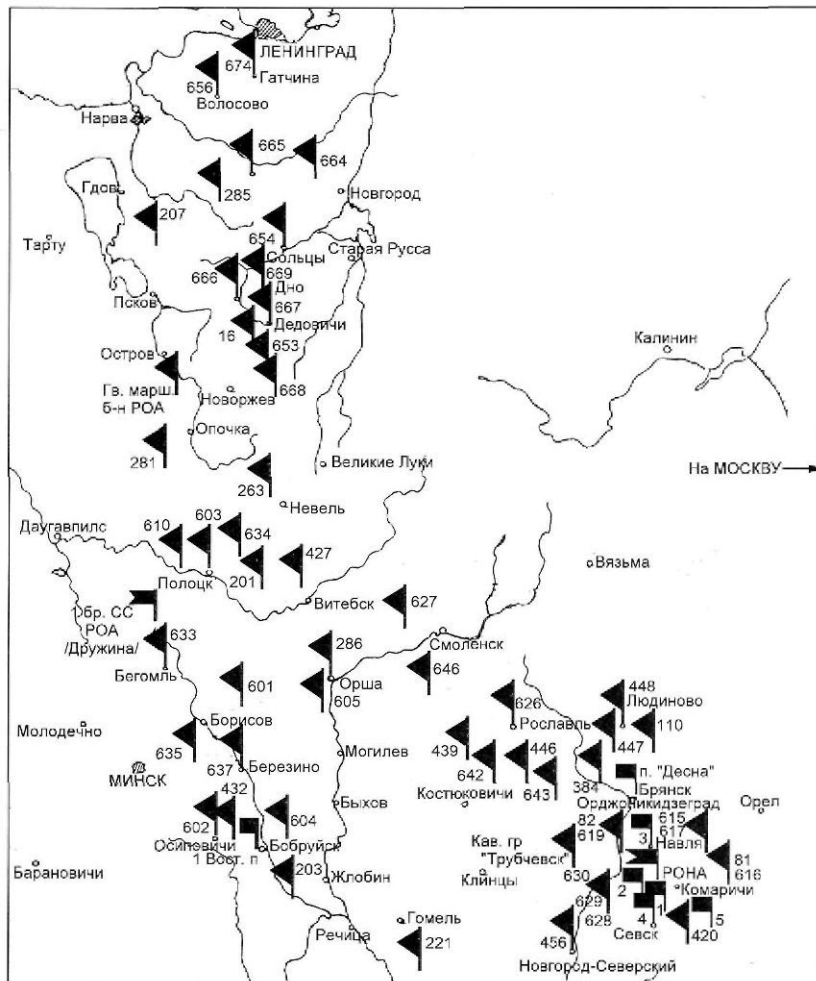 ЛЕНИНГРАД
674
656
Гатчина
Волосово
Нарва
665
664
285
Гдов
Новгород
207
654
Тарту
Старая Русса
Сольцы
666
669
Дно
Псков
667
16
Дедовичи
653
Калинин
Остров
668
Гв. марш.
б-н РОА
Новоржев
Опочка
281
263
Великие Луки
На МОСКВУ
Невель
603
610
634
Даугавпилс
427
201
Вязьма
Полоцк
Витебск
627
1 бр. СС
РОА
/Дружина/
633
Смоленск
286
646
Бегомль
601
Орша
605
448
626
Людиново
Рославль
110
Молодечно
Борисов
635
439
446
447
637
Березино
Могилев
642
643
384
п. "Десна"
МИНСК
Брянск
432
Костюковичи
Быхов
Орджоникидзеград
Орел
602
604
82
619
615
617
3
Навля
Осиповичи
Бобруйск
1 Вост. п
Кав. гр
"Трубчевск"
81
616
Барановичи
203
Жлобин
Клинцы
630
РОНА
2
Комаричи
629
628
1
4
5
Гомель
Речица
Севск
420
221
456
Новгород-Северский